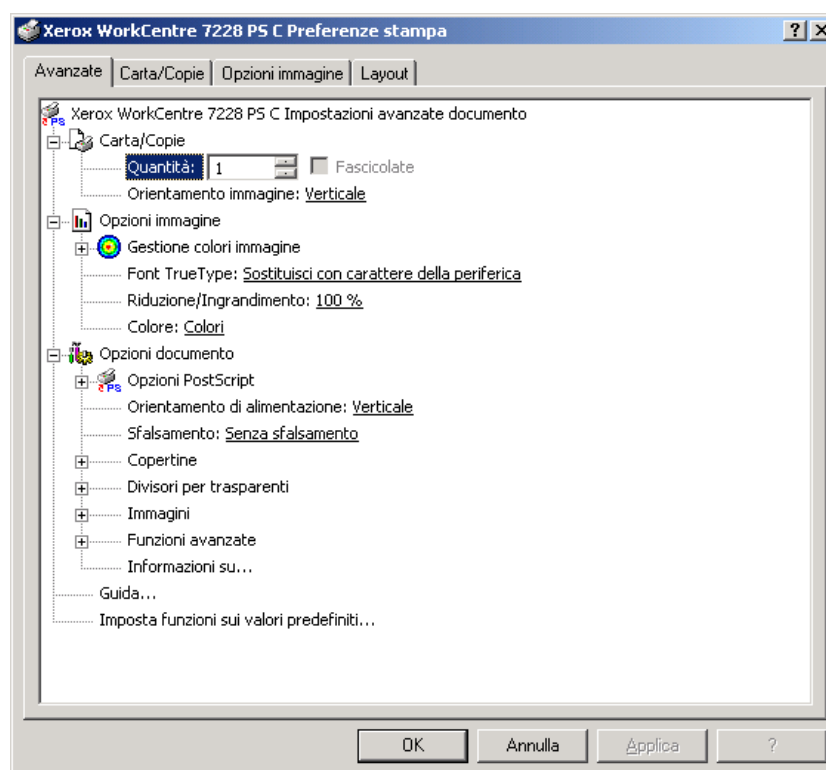 Xerox WorkCentre 7228 PS C Preferenze stampa
Avanzate Carta/Copie Opzioni immagine Layout
Xerox WorkCentre 7228 PS C Impostazioni avanzate documento
Carta/Copie
Quantità: 1 Fascicolate
Orientamento immagine: Verticale
Opzioni immagine
Gestione colori immagine
Font TrueType: Sostituisci con carattere della periferica
Riduzione/Ingrandimento: 100 %
Colore: Colori
Opzioni documento
Opzioni PostScript
Orientamento di alimentazione: Verticale
Sfalsamento: Senza sfalsamento
Copertine
Divisori per trasparenti
Immagini
Funzioni avanzate
Informazioni su...
Guida...
Imposta funzioni sui valori predefiniti...
OK Annulla Applica ?